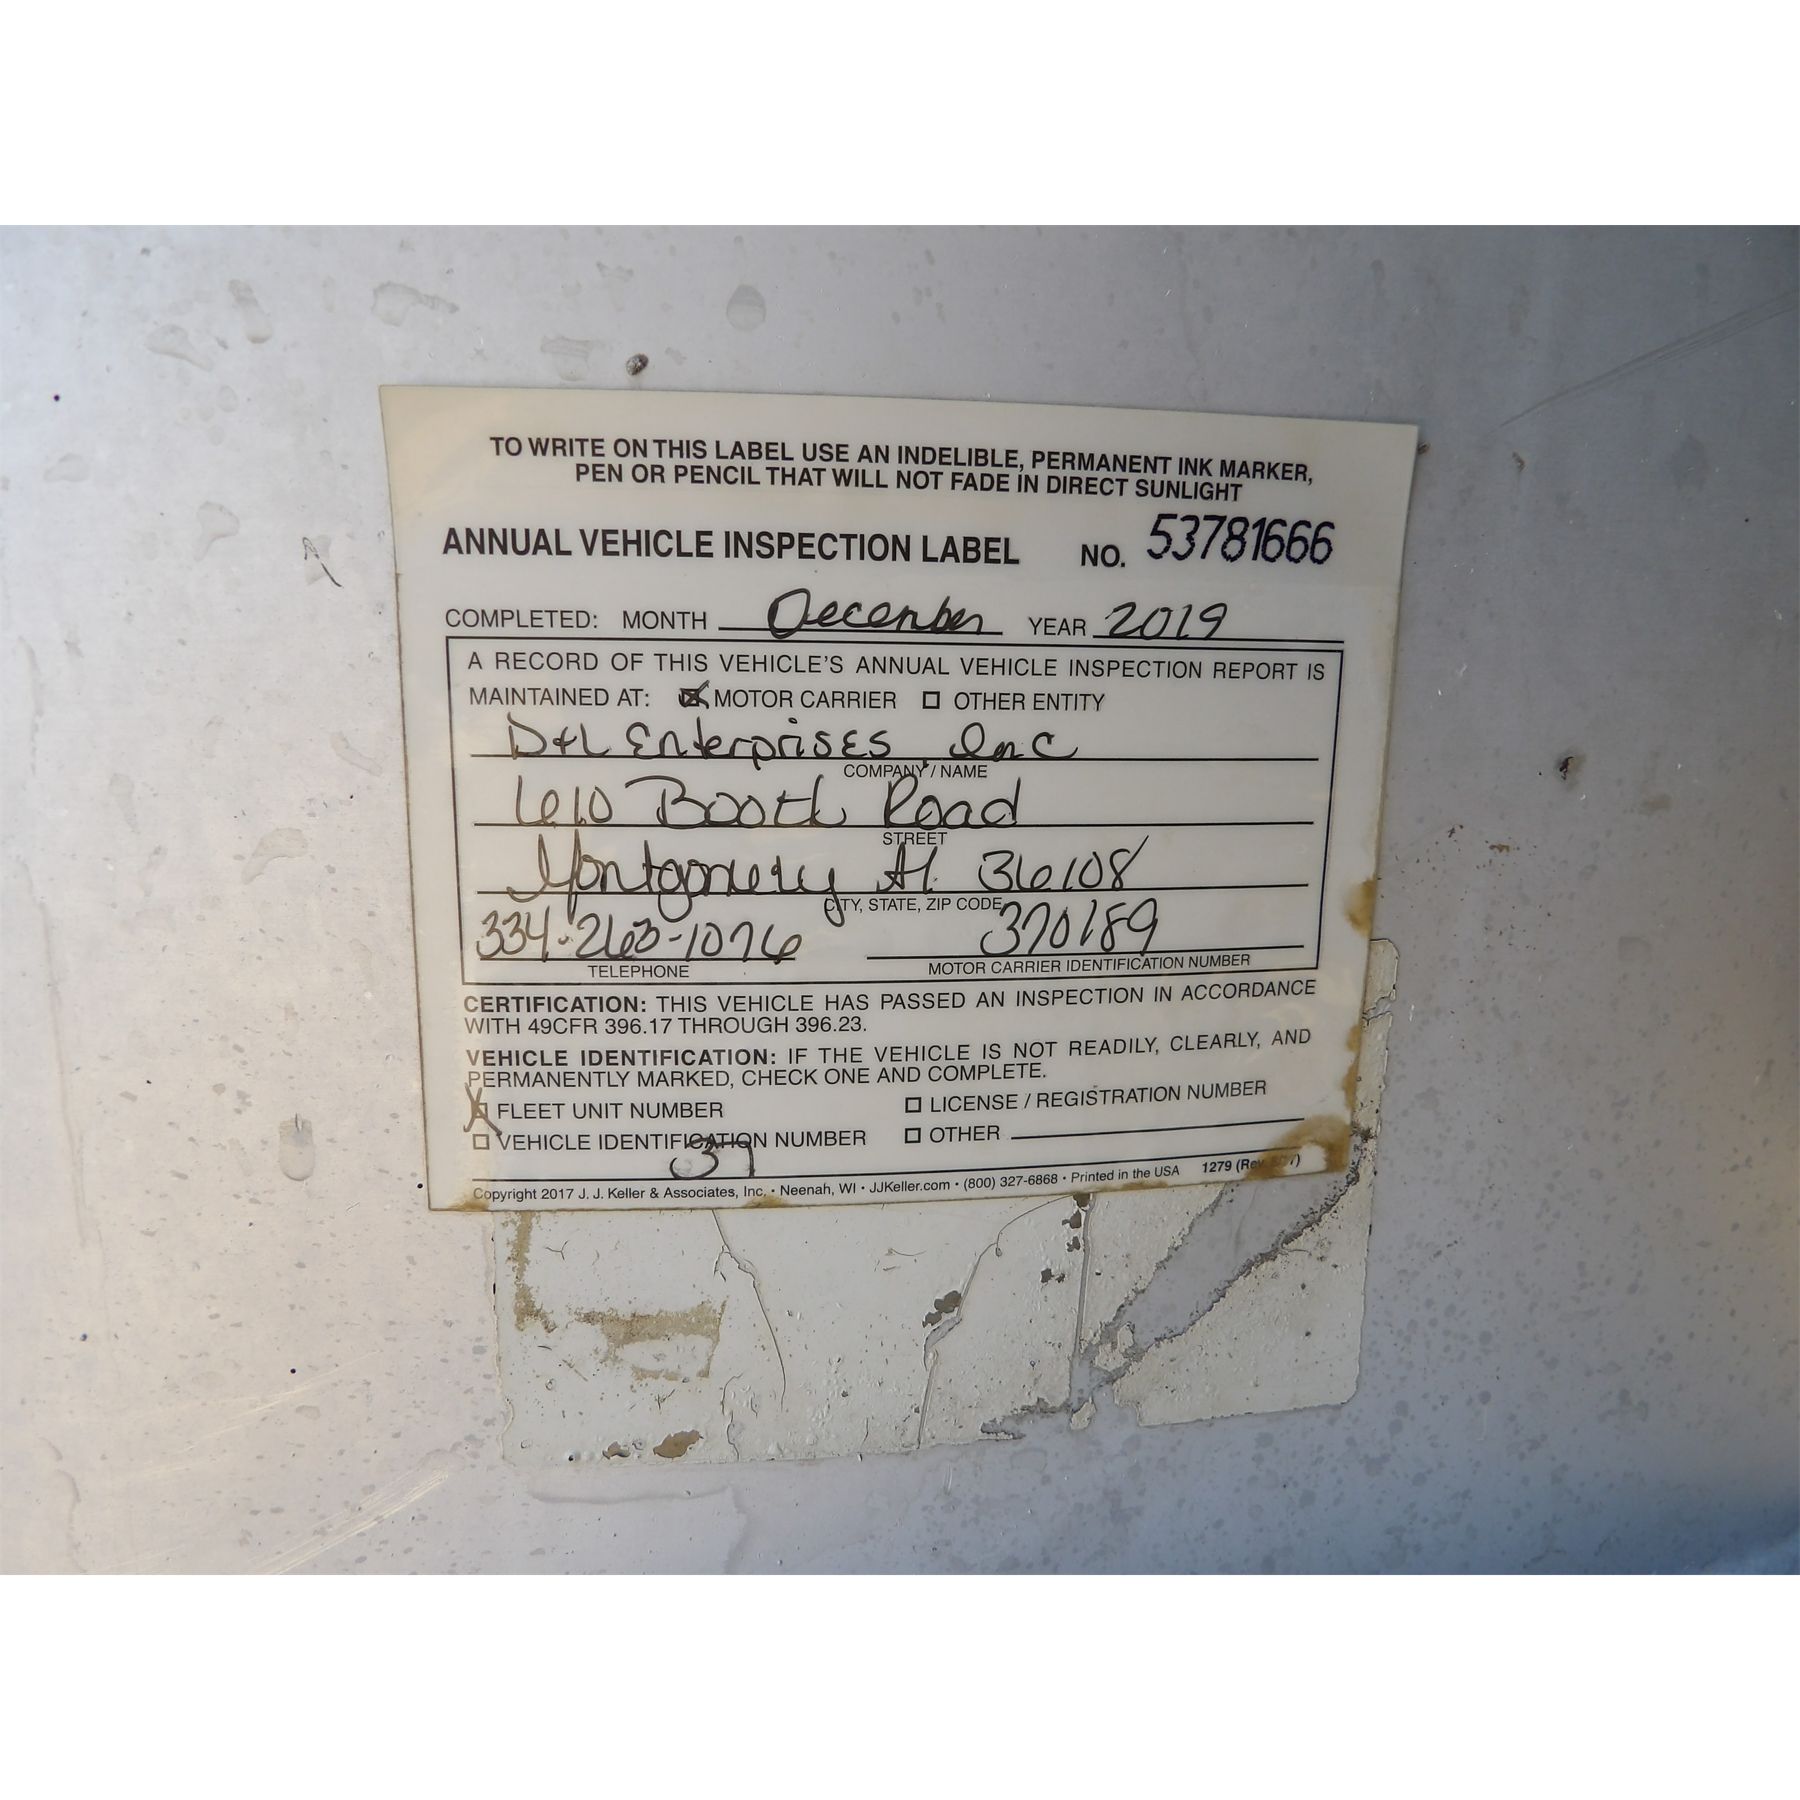 TO WRITE ON THIS LABEL USE AN INDELIBLE, PERMANENT INK MARKER,
PEN OR PENCIL THAT WILL NOT FADE IN DIRECT SUNLIGHT
ANNUAL VEHICLE INSPECTION LABEL NO. 53781666
COMPLETED: MONTH December YEAR 2019
A RECORD OF THIS VEHICLE'S ANNUAL VEHICLE INSPECTION REPORT IS
MAINTAINED AT: ☒ MOTOR CARRIER ☐ OTHER ENTITY
D+L Enterprises Inc
COMPANY / NAME
610 Booth Road
STREET
Montgomery Al. 36108
CITY, STATE, ZIP CODE
334-263-1076 370189
TELEPHONE MOTOR CARRIER IDENTIFICATION NUMBER
CERTIFICATION: THIS VEHICLE HAS PASSED AN INSPECTION IN ACCORDANCE
WITH 49CFR 396.17 THROUGH 396.23.
VEHICLE IDENTIFICATION: IF THE VEHICLE IS NOT READILY, CLEARLY, AND
PERMANENTLY MARKED, CHECK ONE AND COMPLETE.
☒ FLEET UNIT NUMBER ☐ LICENSE / REGISTRATION NUMBER
☐ VEHICLE IDENTIFICATION NUMBER ☐ OTHER
37
Copyright 2017 J. J. Keller & Associates, Inc. • Neenah, WI • JJKeller.com • (800) 327-6868 • Printed in the USA 1279 (Rev.